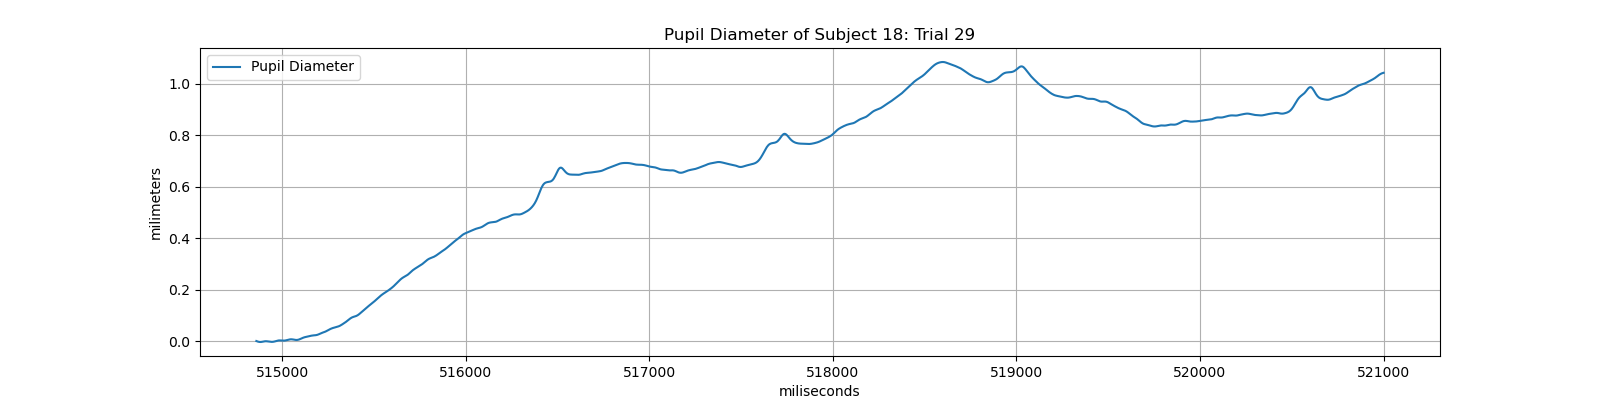 Pupil Diameter of Subject 18: Trial 29
Pupil Diameter
milimeters
1.0
0.8
0.6
0.4
0.2
0.0
515000 516000 517000 518000 519000 520000 521000
miliseconds